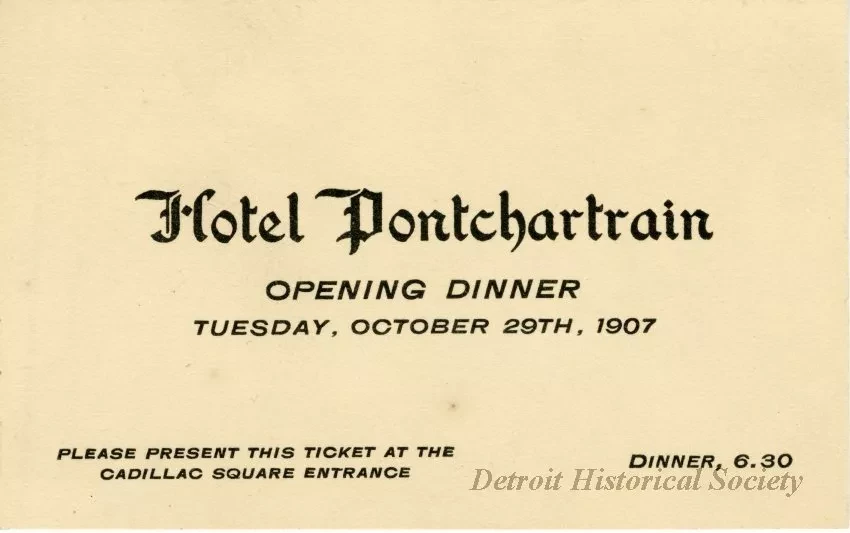 Hotel Pontchartrain
OPENING DINNER
TUESDAY, OCTOBER 29TH, 1907
PLEASE PRESENT THIS TICKET AT THE
CADILLAC SQUARE ENTRANCE
DINNER, 6.30
Detroit Historical Society